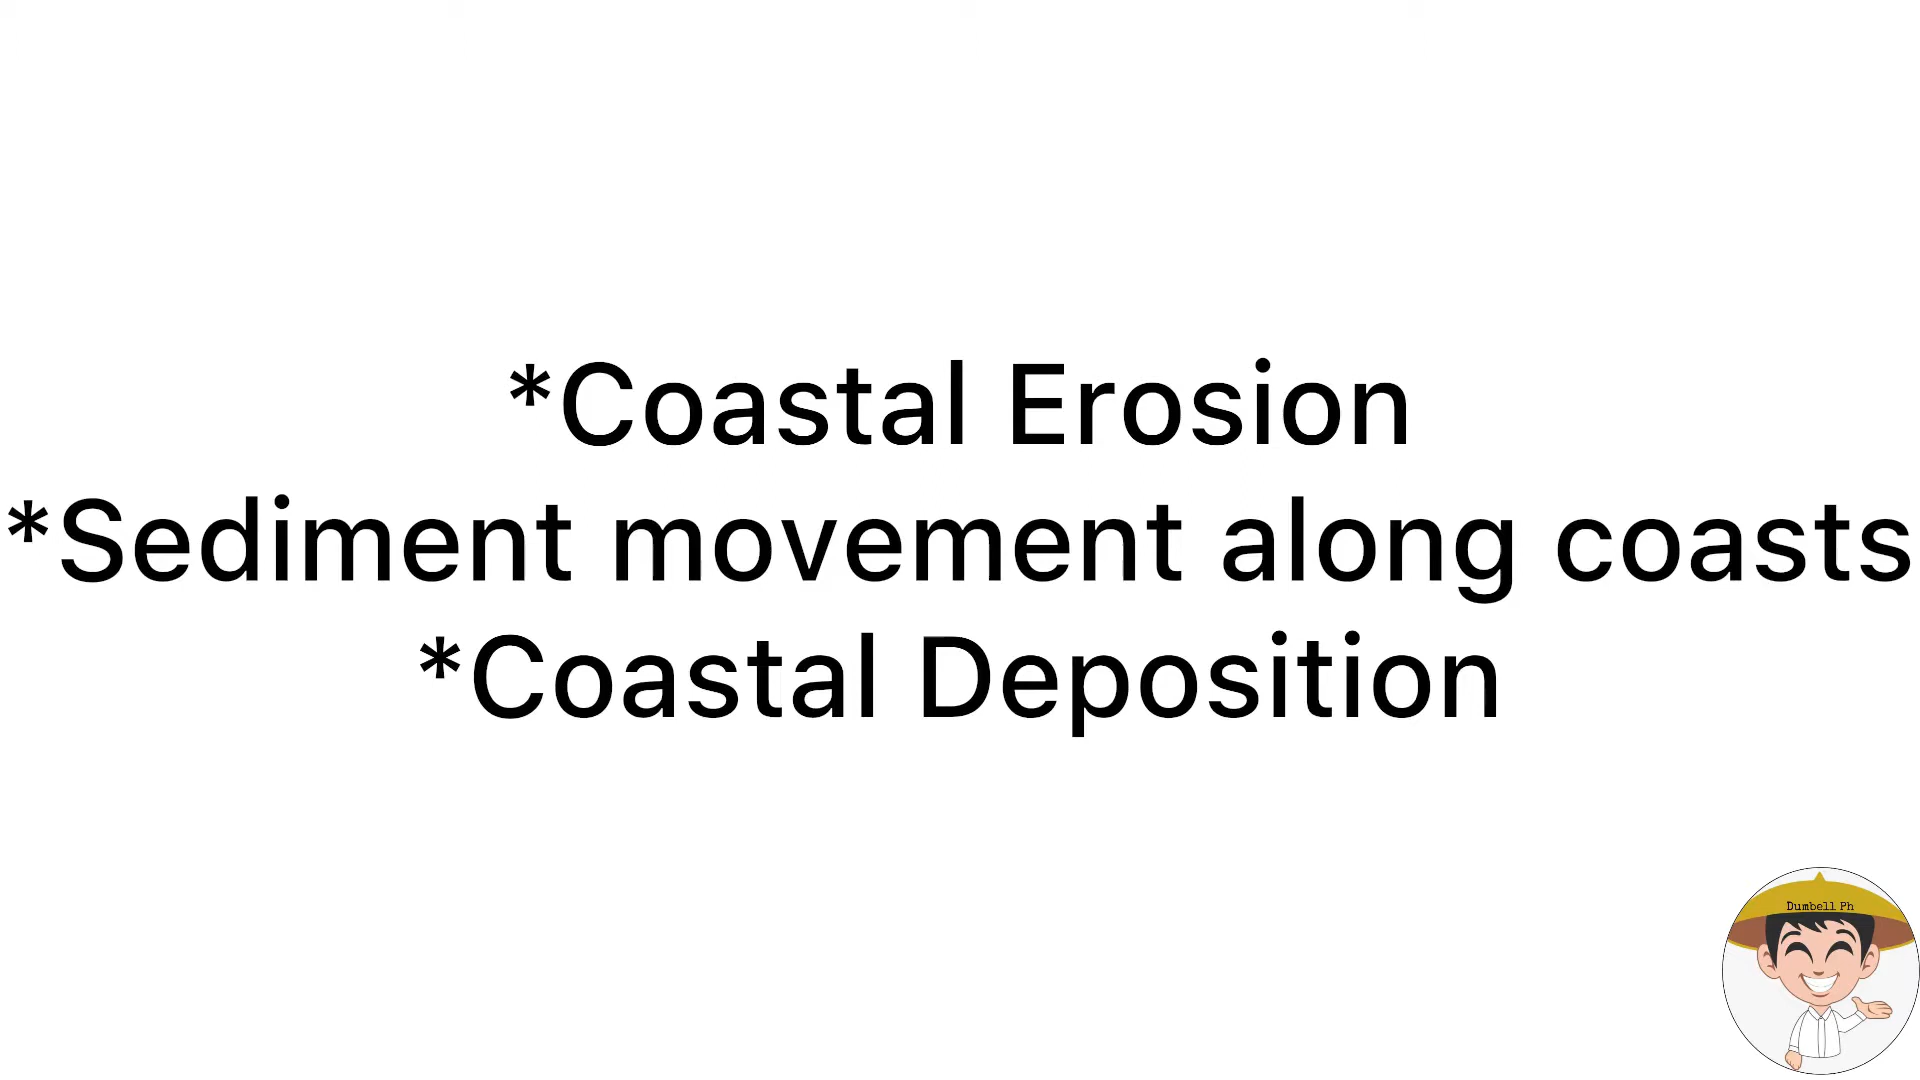 *Coastal Erosion
*Sediment movement along coasts
*Coastal Deposition
Dumbell Ph